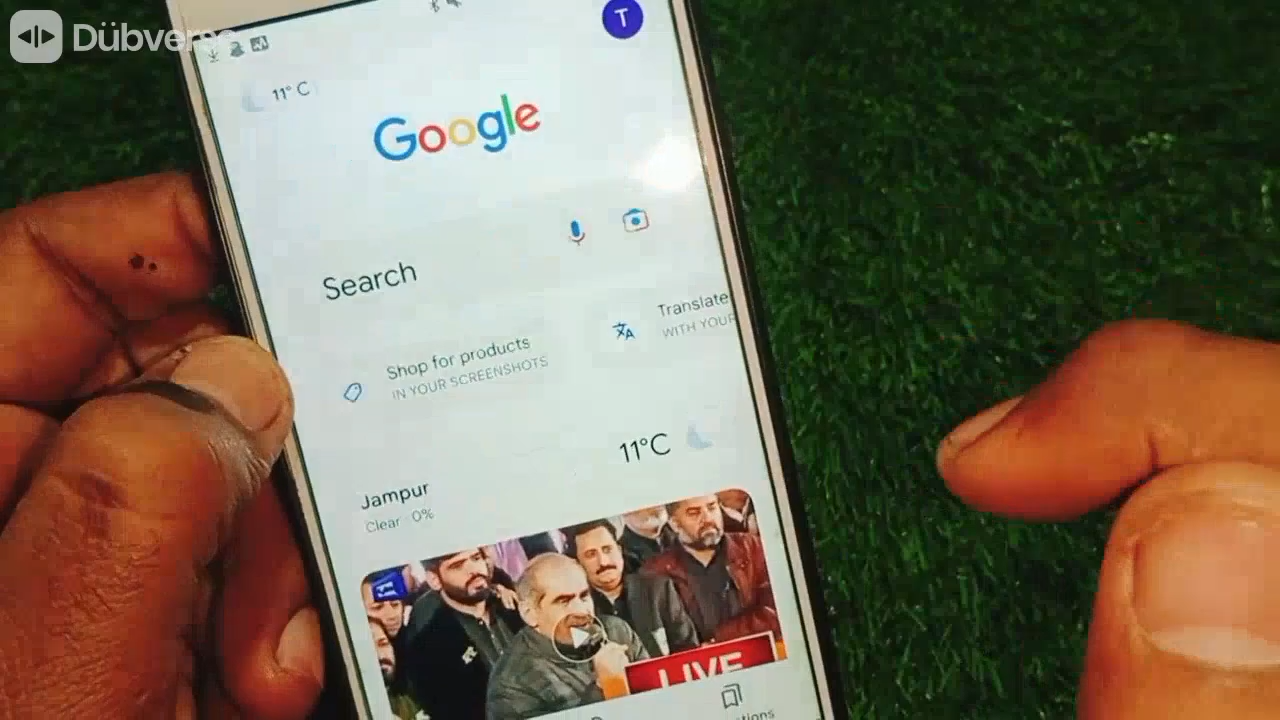 Dübverse
T
11°C
Google
Search
Shop for products
IN YOUR SCREENSHOTS
Translate
WITH YOUR
11°C
Jampur
Clear · 0%
LIVE